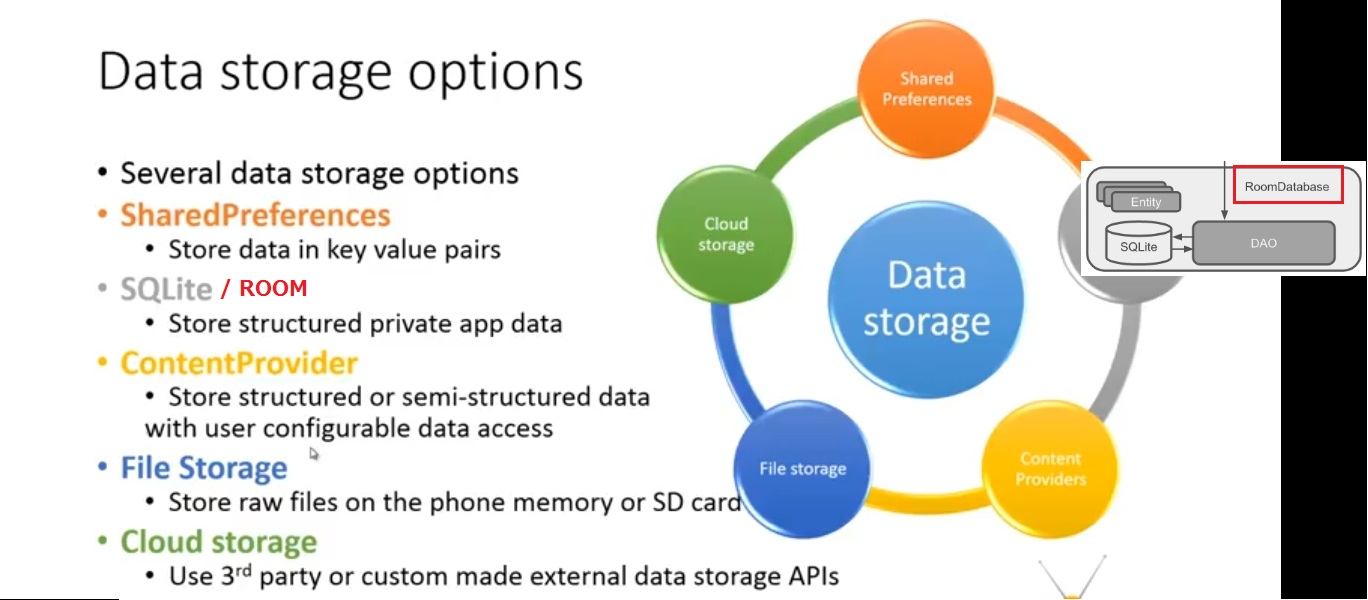 Data storage options
• Several data storage options
• SharedPreferences
• Store data in key value pairs
• SQLite / ROOM
• Store structured private app data
• ContentProvider
• Store structured or semi-structured data
with user configurable data access
• File Storage
• Store raw files on the phone memory or SD card
• Cloud storage
• Use 3rd party or custom made external data storage APIs
Shared
Preferences
Cloud
storage
Data
storage
File storage
Content
Providers
RoomDatabase
Entity
SQLite
DAO